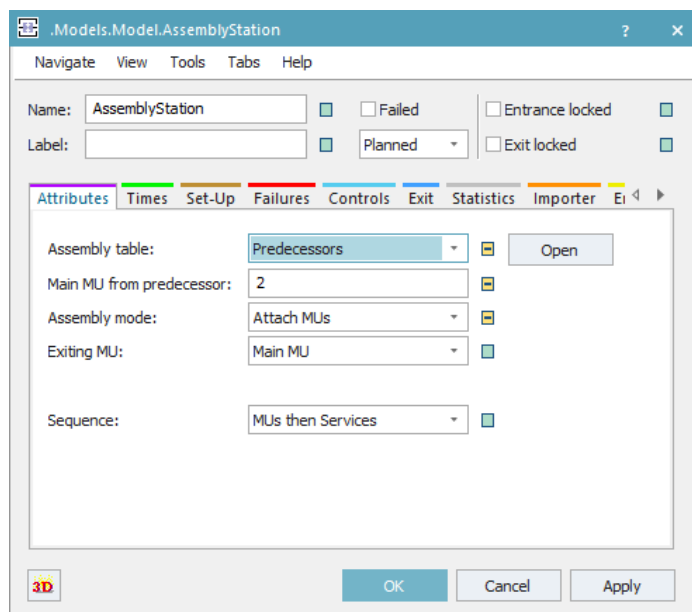 .Models.Model.AssemblyStation ? ×
Navigate View Tools Tabs Help
Name: AssemblyStation Failed Entrance locked
Label: Planned Exit locked
Attributes Times Set-Up Failures Controls Exit Statistics Importer
Assembly table: Predecessors Open
Main MU from predecessor: 2
Assembly mode: Attach MUs
Exiting MU: Main MU
Sequence: MUs then Services
3D OK Cancel Apply